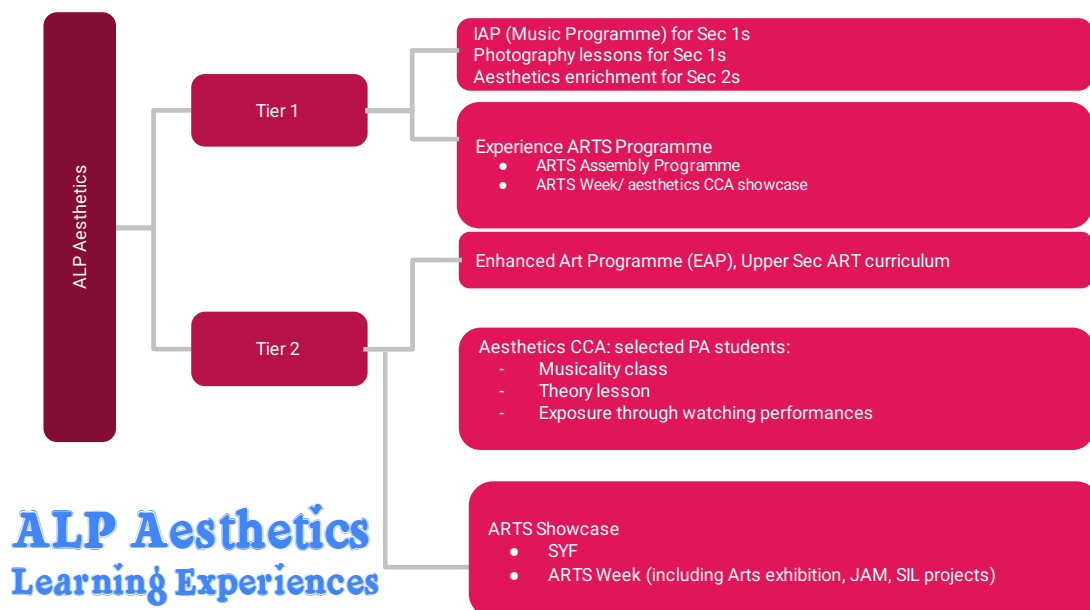 ALP Aesthetics
Tier 1
IAP (Music Programme) for Sec 1s
Photography lessons for Sec 1s
Aesthetics enrichment for Sec 2s
Experience ARTS Programme
● ARTS Assembly Programme
● ARTS Week/ aesthetics CCA showcase
Tier 2
Enhanced Art Programme (EAP), Upper Sec ART curriculum
Aesthetics CCA: selected PA students:
- Musicality class
- Theory lesson
- Exposure through watching performances
ARTS Showcase
● SYF
● ARTS Week (including Arts exhibition, JAM, SIL projects)
ALP Aesthetics
Learning Experiences